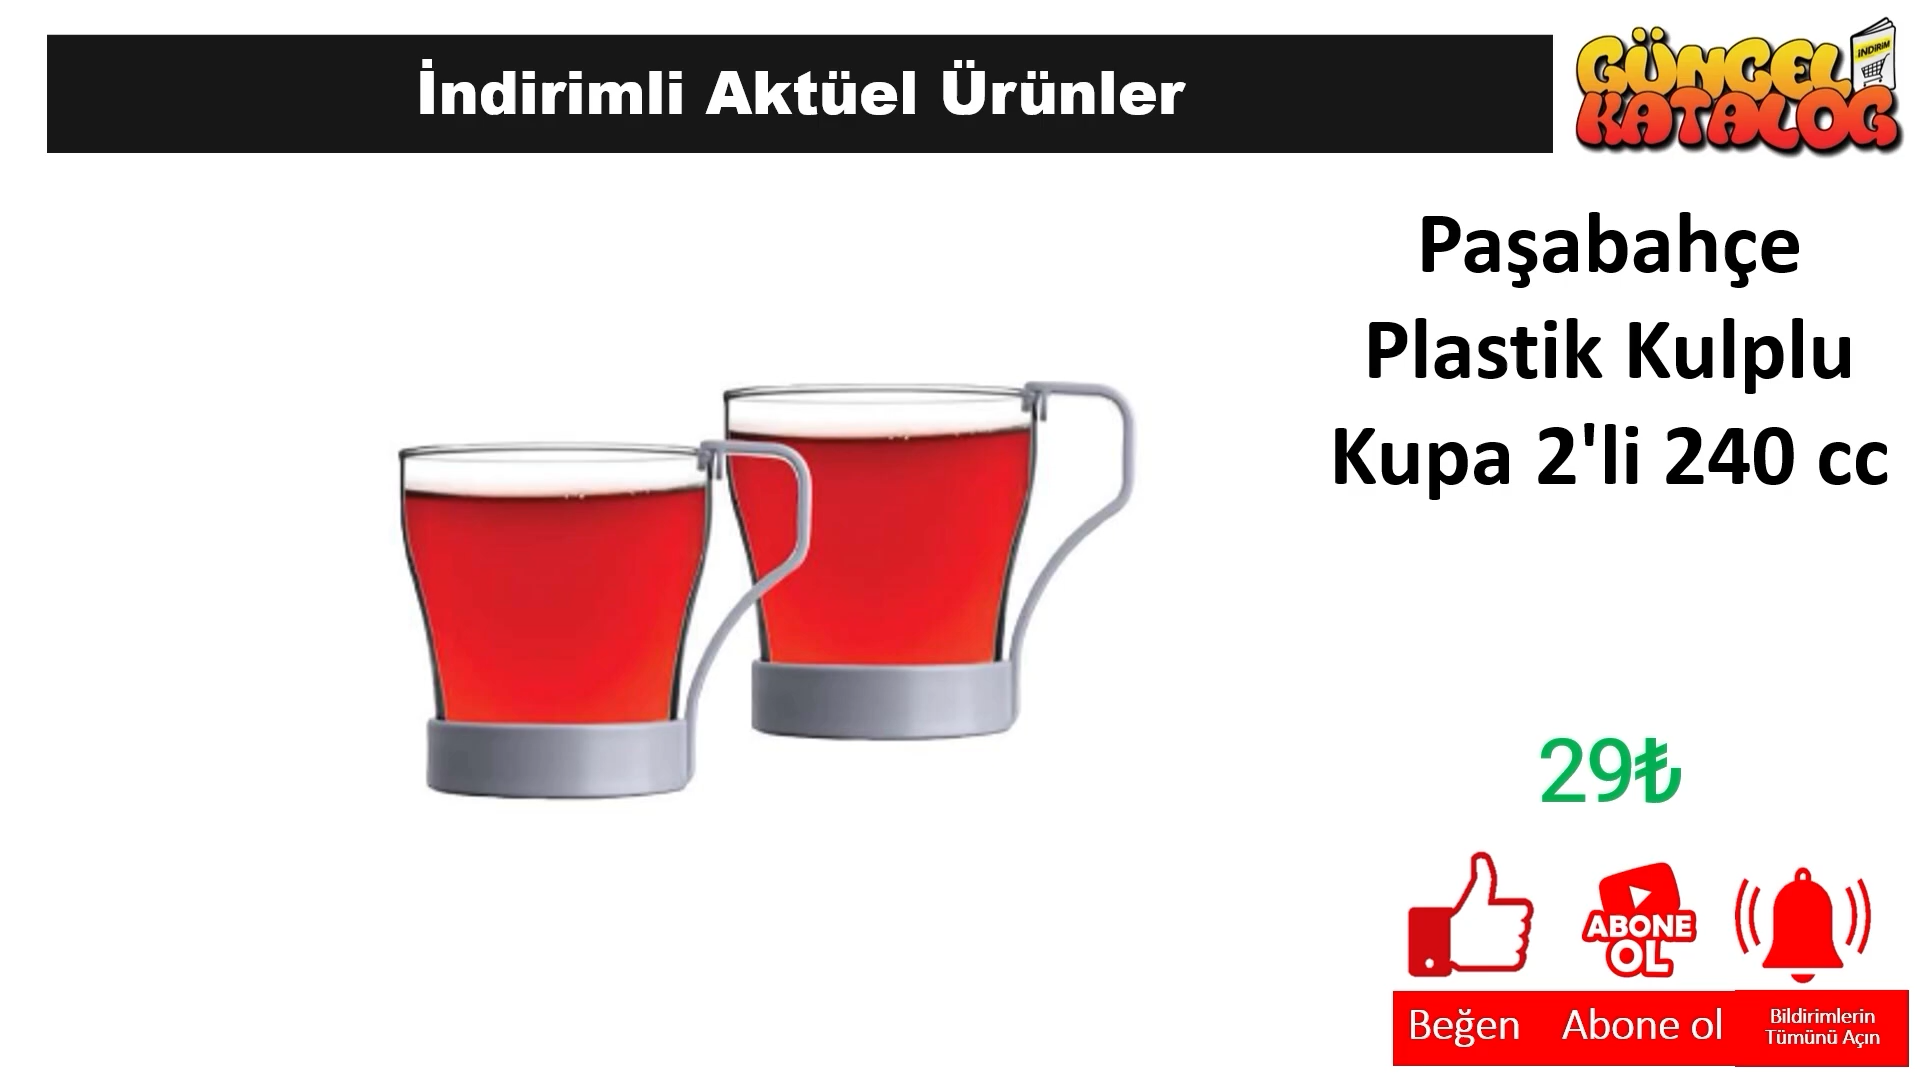 İndirimli Aktüel Ürünler
GÜNCEL
KATALOG
İNDİRİM
Paşabahçe
Plastik Kulplu
Kupa 2'li 240 cc
29₺
ABONE
OL
Beğen
Abone ol
Bildirimlerin
Tümünü Açın